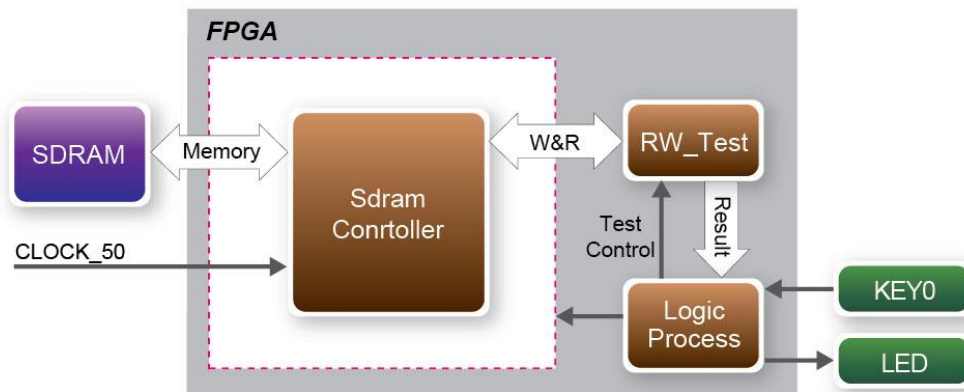 FPGA
SDRAM
Memory
Sdram
Conrtoller
W&R
RW_Test
CLOCK_50
Test
Control
Result
Logic
Process
KEY0
LED